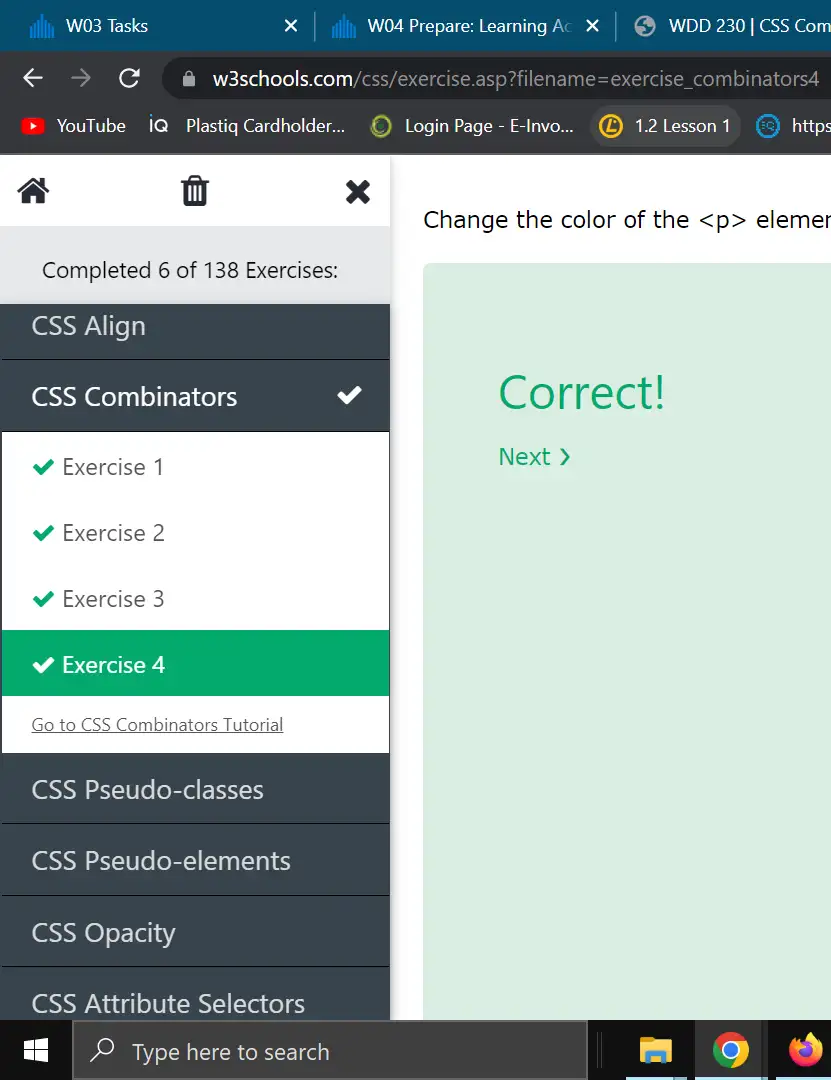 W03 Tasks
W04 Prepare: Learning Ac
WDD 230 | CSS Com
w3schools.com/css/exercise.asp?filename=exercise_combinators4
YouTube
Plastiq Cardholder...
Login Page - E-Invo...
1.2 Lesson 1
https
Change the color of the <p> elemen
Completed 6 of 138 Exercises:
CSS Align
CSS Combinators
Exercise 1
Exercise 2
Exercise 3
Exercise 4
Go to CSS Combinators Tutorial
CSS Pseudo-classes
CSS Pseudo-elements
CSS Opacity
CSS Attribute Selectors
Correct!
Next ❯
Type here to search